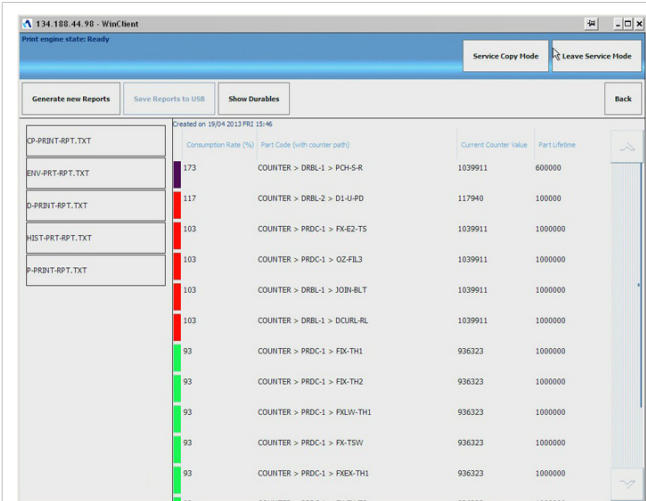 134.188.44.98 - WinClient
Print engine state: Ready
Service Copy Mode
Leave Service Mode
Generate new Reports
Save Reports to USB
Show Durables
Back
Created on 19/04 2013 FRI 15:46
CP-PRINT-RPT.TXT
ENV-PRT-RPT.TXT
D-PRINT-RPT.TXT
HIST-PRT-RPT.TXT
P-PRINT-RPT.TXT
Consumption Rate (%) Part Code (with counter path) Current Counter Value Part Lifetime
173 COUNTER > DRBL-1 > PCH-S-R 1039911 600000
117 COUNTER > DRBL-2 > D1-U-PD 117940 100000
103 COUNTER > PRDC-1 > FX-E2-TS 1039911 1000000
103 COUNTER > PRDC-1 > OZ-FIL3 1039911 1000000
103 COUNTER > DRBL-1 > JOIN-BLT 1039911 1000000
103 COUNTER > DRBL-1 > DCURL-RL 1039911 1000000
93 COUNTER > PRDC-1 > FIX-TH1 936323 1000000
93 COUNTER > PRDC-1 > FIX-TH2 936323 1000000
93 COUNTER > PRDC-1 > FXLW-TH1 936323 1000000
93 COUNTER > PRDC-1 > FX-TSW 936323 1000000
93 COUNTER > PRDC-1 > FXEX-TH1 936323 1000000